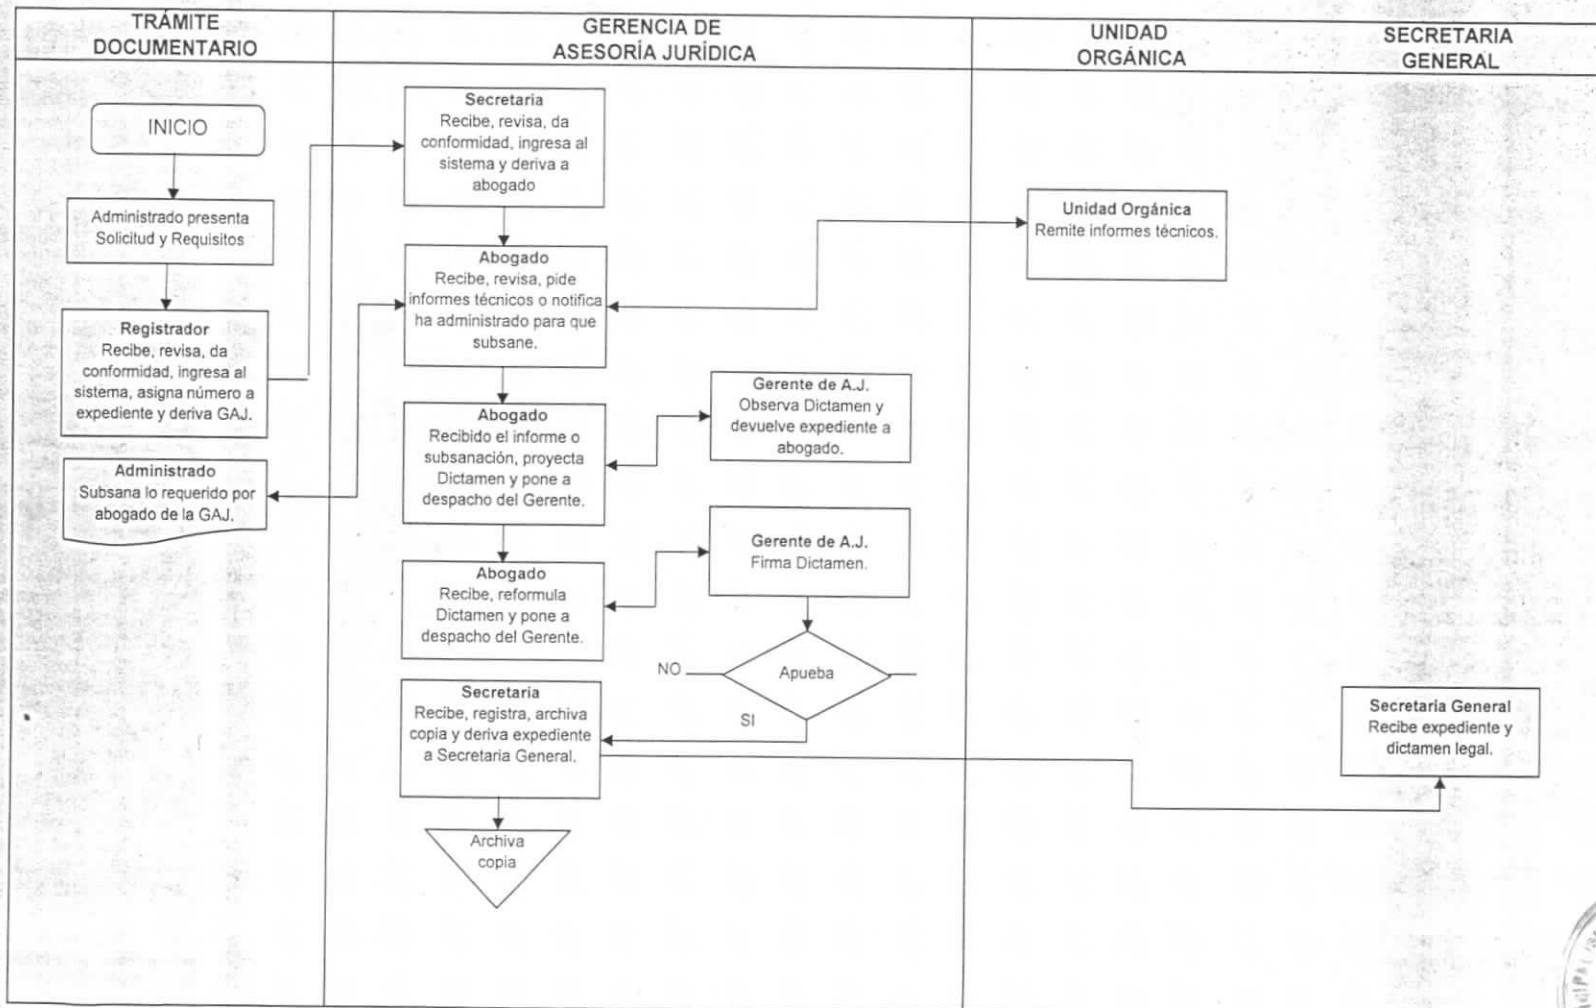 TRÁMITE
DOCUMENTARIO
GERENCIA DE
ASESORÍA JURÍDICA
UNIDAD
ORGÁNICA
SECRETARIA
GENERAL
INICIO
Administrado presenta
Solicitud y Requisitos
Registrador
Recibe, revisa, da
conformidad, ingresa al
sistema, asigna número a
expediente y deriva GAJ.
Administrado
Subsana lo requerido por
abogado de la GAJ.
Secretaria
Recibe, revisa, da
conformidad, ingresa al
sistema y deriva a
abogado
Abogado
Recibe, revisa, pide
informes técnicos o notifica
ha administrado para que
subsane.
Abogado
Recibido el informe o
subsanación, proyecta
Dictamen y pone a
despacho del Gerente.
Abogado
Recibe, reformula
Dictamen y pone a
despacho del Gerente.
Secretaria
Recibe, registra, archiva
copia y deriva expediente
a Secretaria General.
Archiva
copia
Gerente de A.J.
Observa Dictamen y
devuelve expediente a
abogado.
Gerente de A.J.
Firma Dictamen.
Apueba
NO
SI
Unidad Orgánica
Remite informes técnicos.
Secretaria General
Recibe expediente y
dictamen legal.